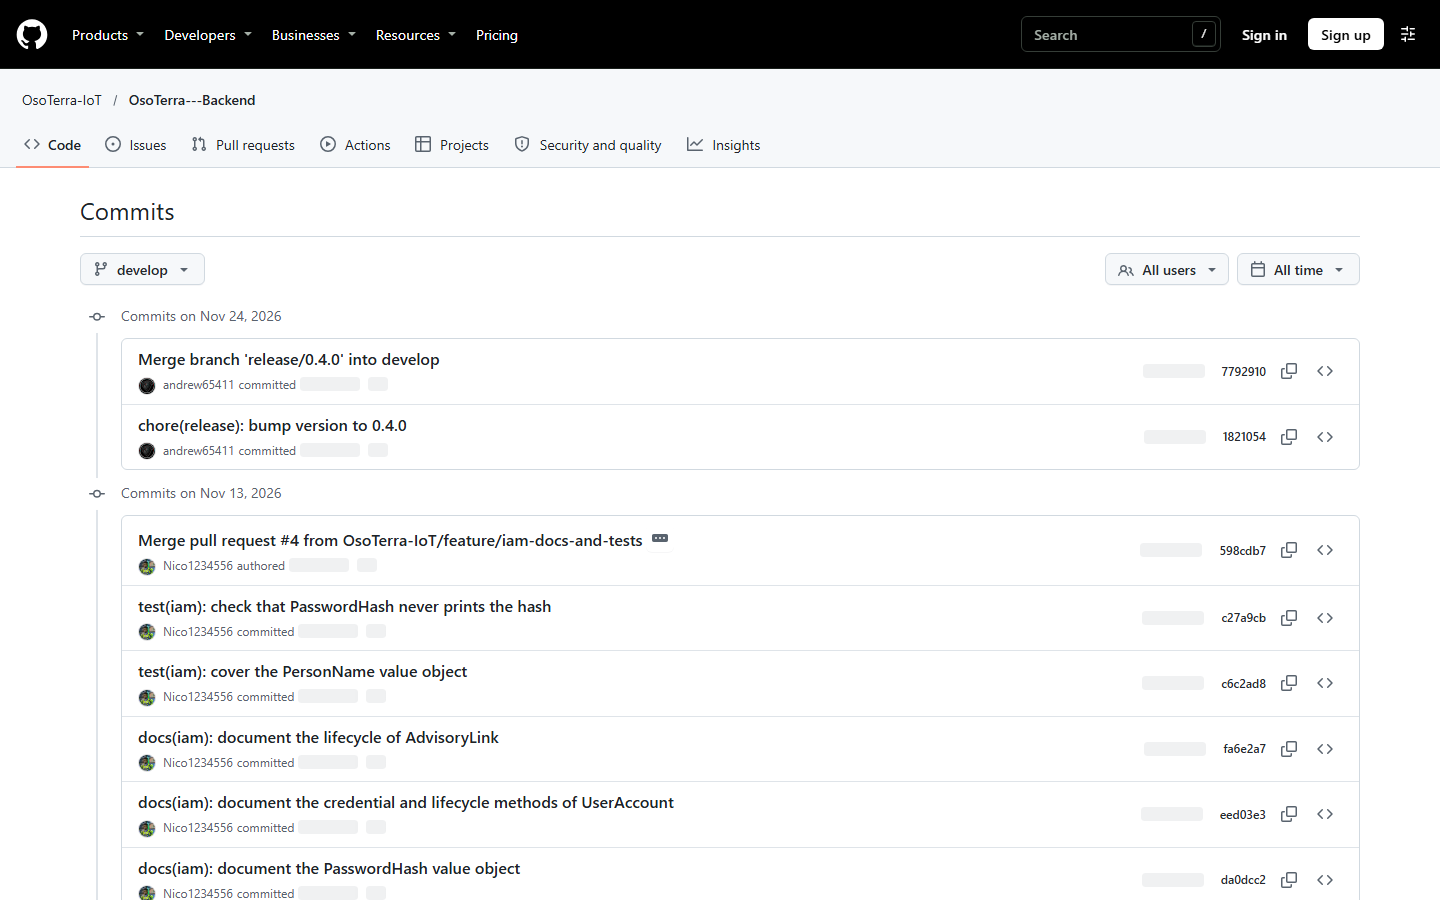 Products Developers Businesses Resources Pricing Search / Sign in Sign up
OsoTerra-IoT / OsoTerra---Backend
Code Issues Pull requests Actions Projects Security and quality Insights
Commits
develop All users All time
Commits on Nov 24, 2026
Merge branch 'release/0.4.0' into develop
andrew65411 committed
7792910
chore(release): bump version to 0.4.0
andrew65411 committed
1821054
Commits on Nov 13, 2026
Merge pull request #4 from OsoTerra-IoT/feature/iam-docs-and-tests
Nico1234556 authored
598cdb7
test(iam): check that PasswordHash never prints the hash
Nico1234556 committed
c27a9cb
test(iam): cover the PersonName value object
Nico1234556 committed
c6c2ad8
docs(iam): document the lifecycle of AdvisoryLink
Nico1234556 committed
fa6e2a7
docs(iam): document the credential and lifecycle methods of UserAccount
Nico1234556 committed
eed03e3
docs(iam): document the PasswordHash value object
Nico1234556 committed
da0dcc2